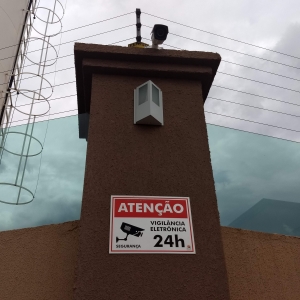 ATENÇÃO
VIGILÂNCIA
ELETRÔNICA
24h
SEGURANÇA